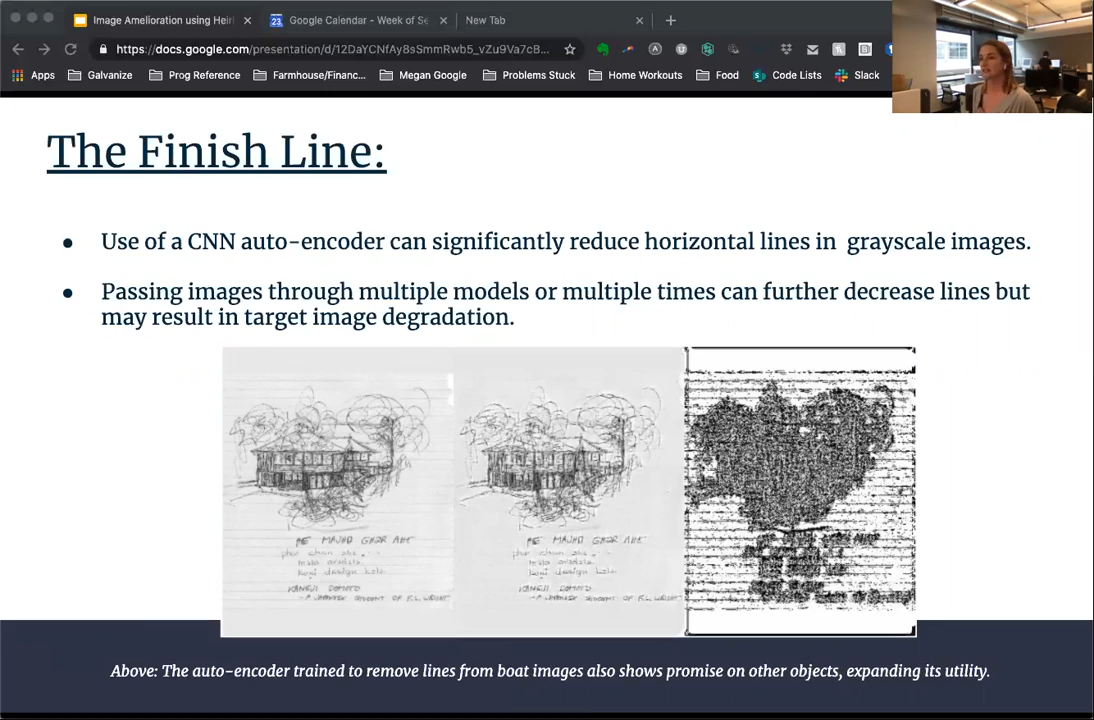 Image Amelioration using Heirl
23 Google Calendar - Week of Se
New Tab
https://docs.google.com/presentation/d/12DaYCNfAy8sSmmRwb5_vZu9Va7cB...
Apps Galvanize Prog Reference Farmhouse/Financ... Megan Google Problems Stuck Home Workouts Food Code Lists Slack
The Finish Line:
• Use of a CNN auto-encoder can significantly reduce horizontal lines in grayscale images.
• Passing images through multiple models or multiple times can further decrease lines but
may result in target image degradation.
Above: The auto-encoder trained to remove lines from boat images also shows promise on other objects, expanding its utility.